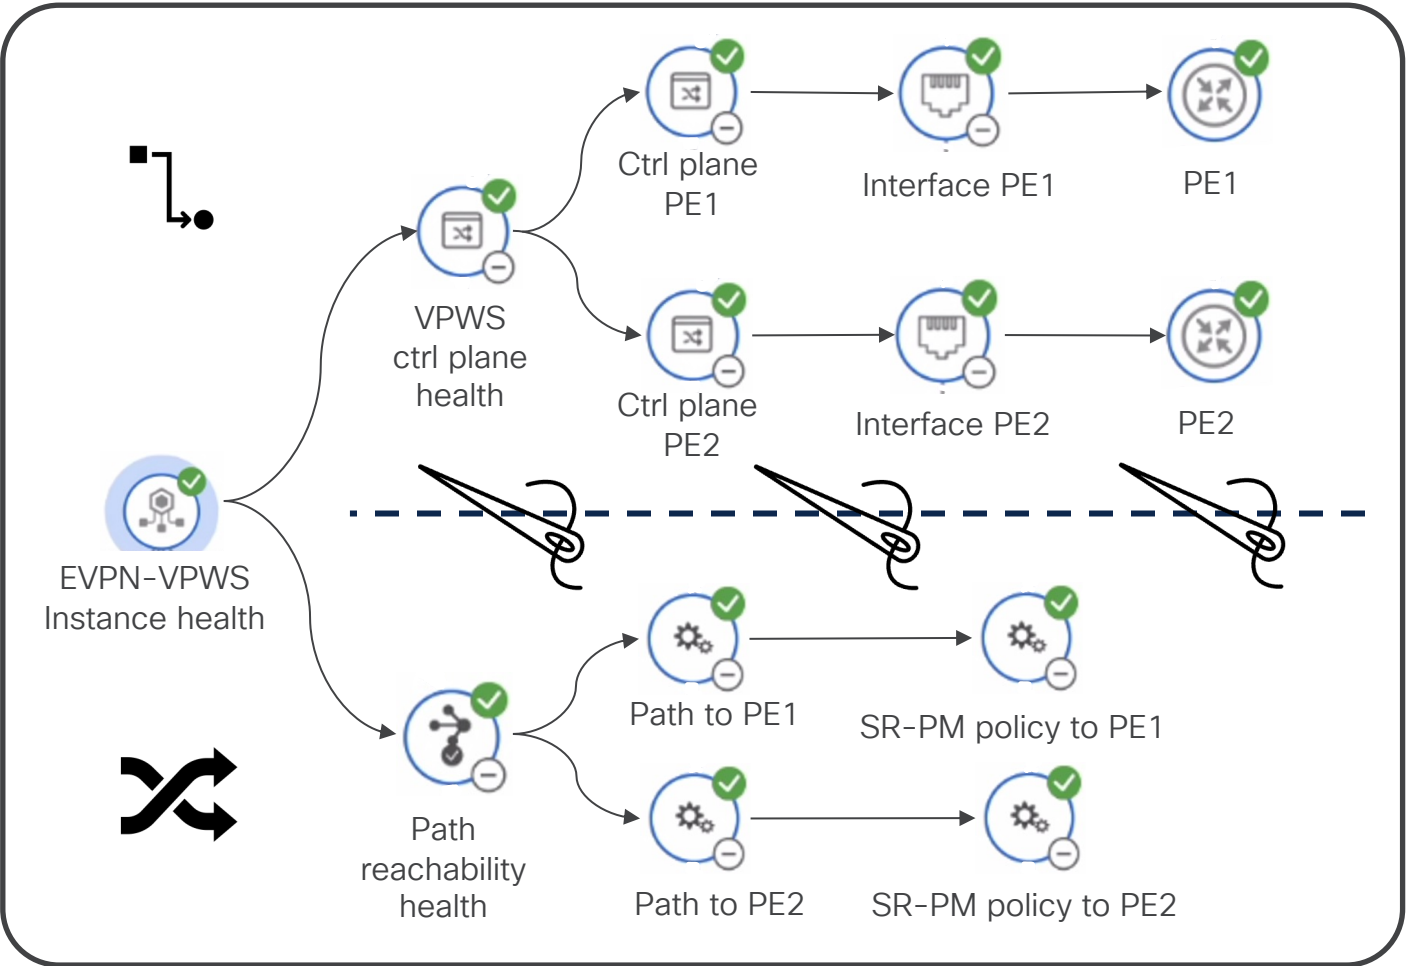 Ctrl plane
PE1
Interface PE1
PE1
VPWS
ctrl plane
health
Ctrl plane
PE2
Interface PE2
PE2
EVPN-VPWS
Instance health
Path to PE1
SR-PM policy to PE1
Path
reachability
health
Path to PE2
SR-PM policy to PE2